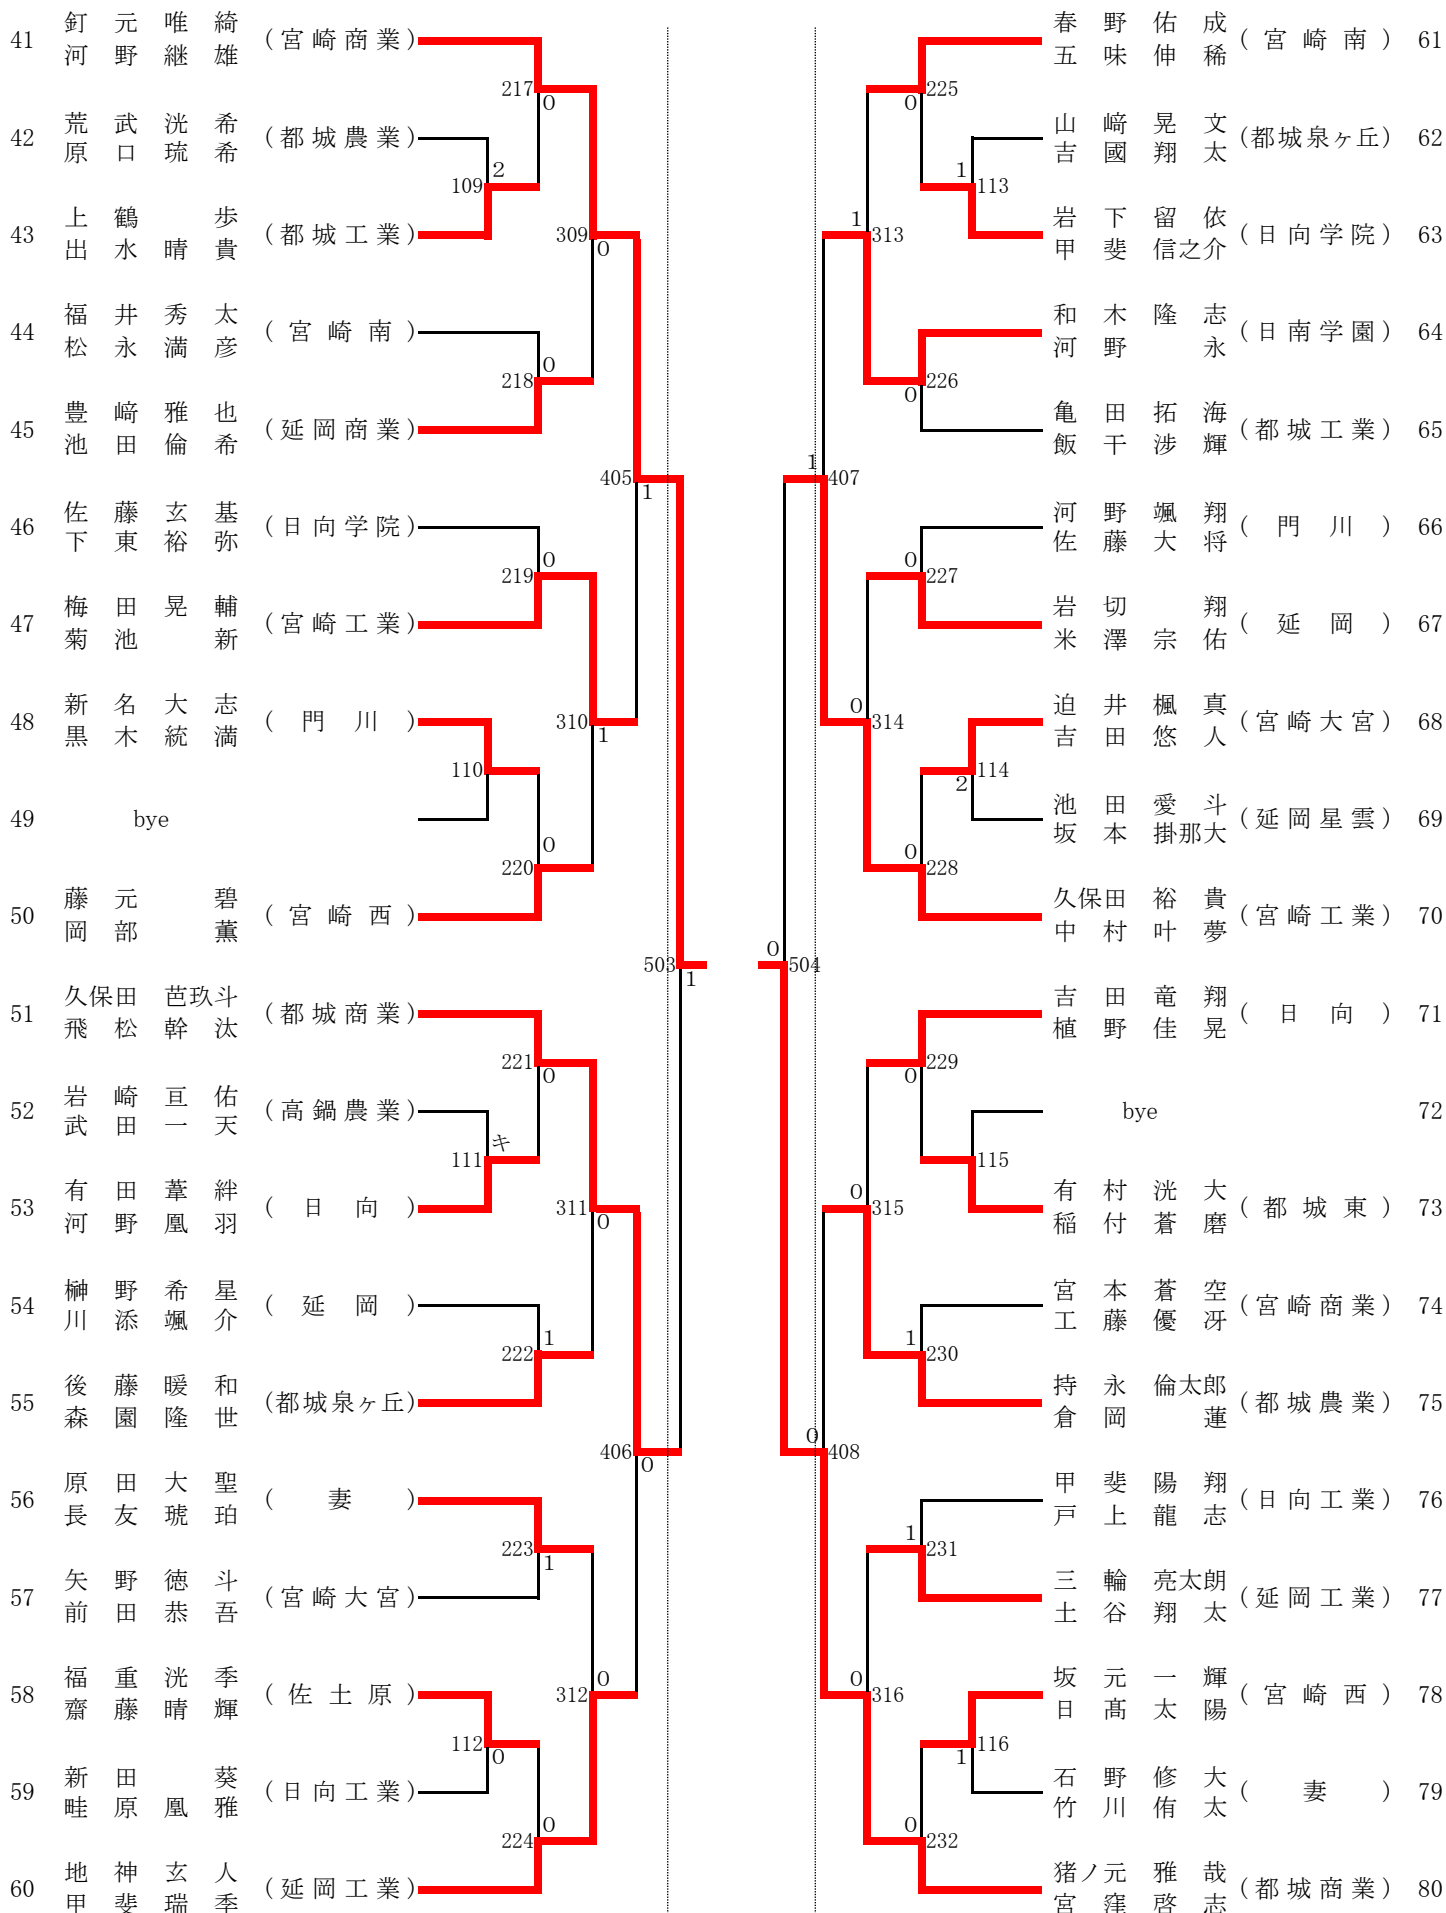 41 釘元唯綺 (宮崎商業)
河野継雄
42 荒武洸希 (都城農業)
原口琉希
43 上鶴歩 (都城工業)
出水晴貴
44 福井秀太 (宮崎南)
松永満彦
45 豊﨑雅也 (延岡商業)
池田倫希
46 佐藤玄基 (日向学院)
下東裕弥
47 梅田晃輔 (宮崎工業)
菊池新
48 新名大志 (門川)
黒木統満
49 bye
50 藤元碧 (宮崎西)
岡部薫
51 久保田芭玖斗 (都城商業)
飛松幹汰
52 岩崎亘佑 (高鍋農業)
武田一天
53 有田葦絆 (日向)
河野凰羽
54 榊野希星 (延岡)
川添颯介
55 後藤暖和 (都城泉ヶ丘)
森園隆世
56 原田大聖 (妻)
長友琥珀
57 矢野徳斗 (宮崎大宮)
前田恭吾
58 福重洸季 (佐土原)
齋藤晴輝
59 新田葵 (日向工業)
畦原凰雅
60 地神玄人 (延岡工業)
甲斐瑞季
217 0
109 2
309 0
218 0
405 1
219 0
310 1
110
220 0
503 1
221 0
111 キ
311 0
222 1
406 0
223 1
312 0
112 0
224 0
春野佑成 (宮崎南) 61
五味伸稀
山﨑晃文 (都城泉ヶ丘) 62
吉國翔太
岩下留依 (日向学院) 63
甲斐信之介
和木隆志 (日南学園) 64
河野永
亀田拓海 (都城工業) 65
飯干渉輝
河野颯翔 (門川) 66
佐藤大将
岩切翔 (延岡) 67
米澤宗佑
迫井楓真 (宮崎大宮) 68
吉田悠人
池田愛斗 (延岡星雲) 69
坂本掛那大
久保田裕貴 (宮崎工業) 70
中村叶夢
吉田竜翔 (日向) 71
植野佳晃
bye 72
有村洸大 (都城東) 73
稲付蒼磨
宮本蒼空 (宮崎商業) 74
工藤優冴
持永倫太郎 (都城農業) 75
倉岡蓮
甲斐陽翔 (日向工業) 76
戸上龍志
三輪亮太朗 (延岡工業) 77
土谷翔太
坂元一輝 (宮崎西) 78
日髙太陽
石野修大 (妻) 79
竹川侑太
猪ノ元雅哉 (都城商業) 80
宮窪啓志
0 225
1 113
1 313
0 226
1 407
0 227
0 314
2 114
0 228
0 504
0 229
115
0 315
1 230
0 408
1 231
0 316
1 116
0 232